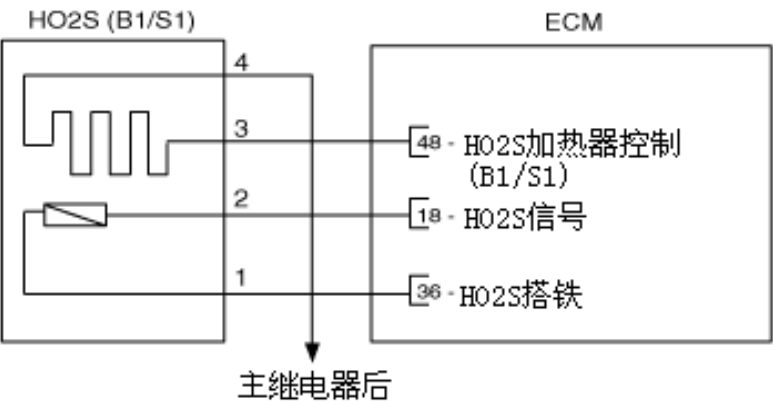 HO2S (B1/S1)
ECM
4
3
48 - HO2S加热器控制
(B1/S1)
2
18 - HO2S信号
1
36 - HO2S搭铁
主继电器后